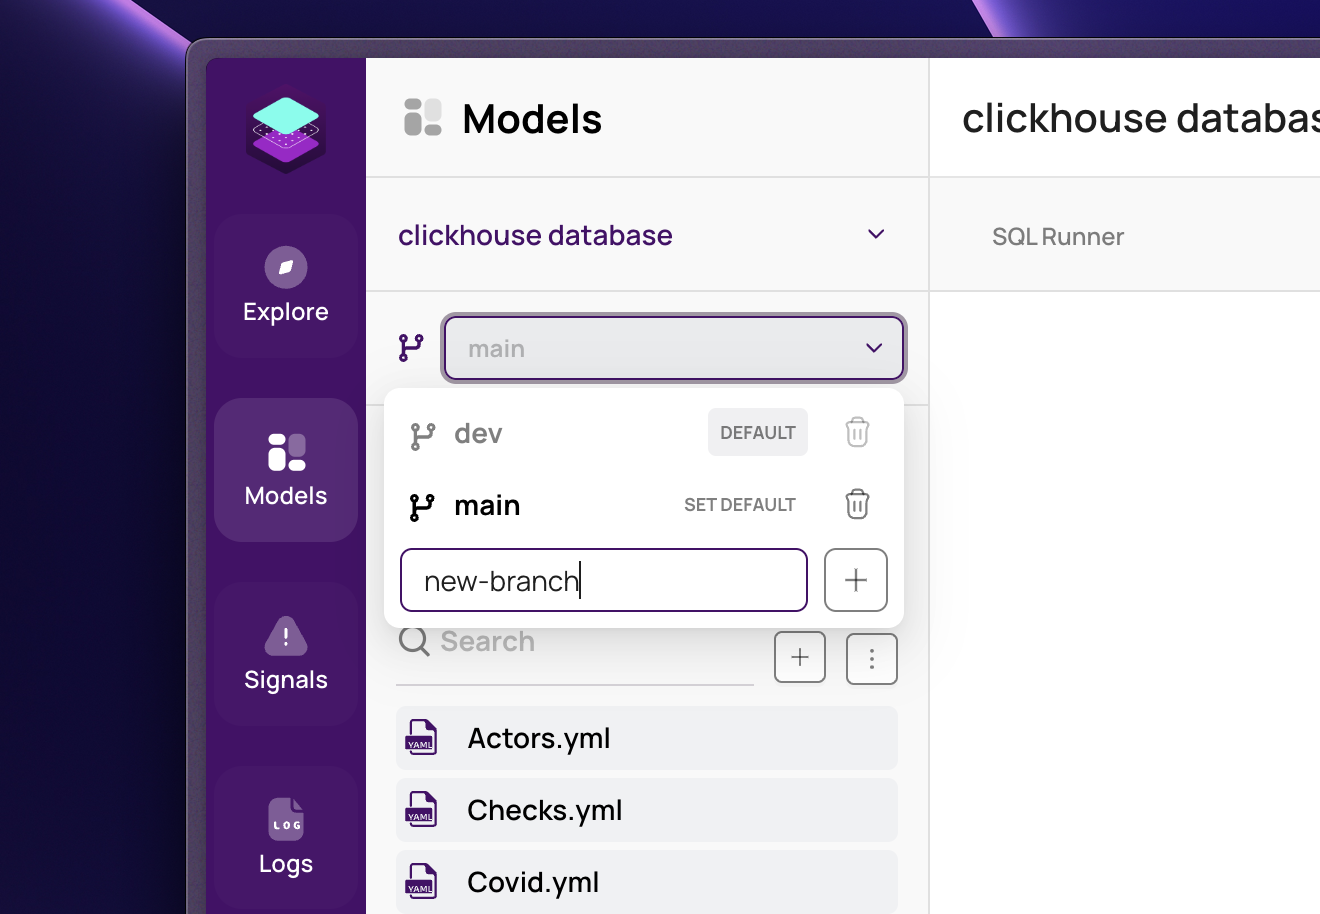 Models
clickhouse databas
Explore
Models
Signals
LOG
Logs
clickhouse database
SQL Runner
main
dev
DEFAULT
main
SET DEFAULT
new-branch
Search
YAML
Actors.yml
YAML
Checks.yml
YAML
Covid.yml